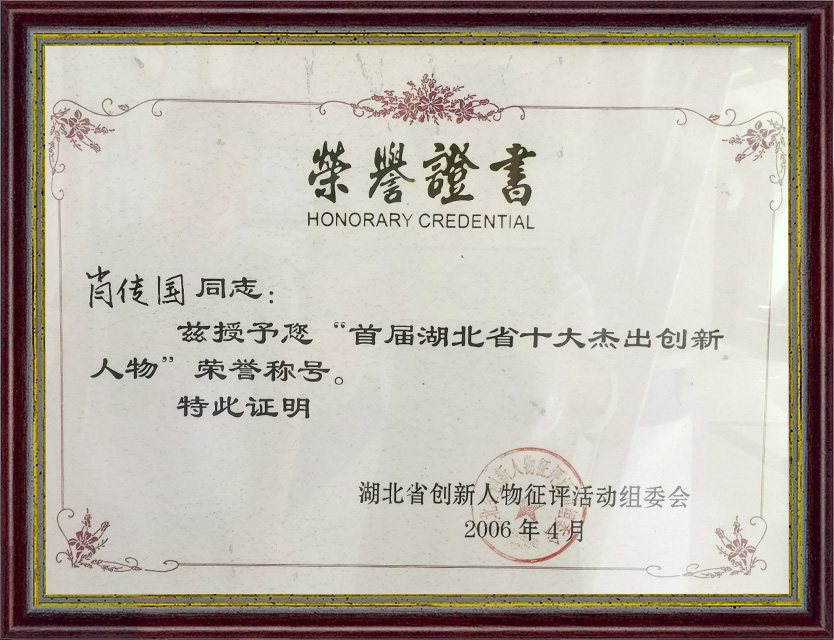 榮譽證書
HONORARY CREDENTIAL
肖传国同志：
兹授予您“首届湖北省十大杰出创新
人物”荣誉称号。
特此证明
湖北省创新人物征评活动组委会
2006年4月